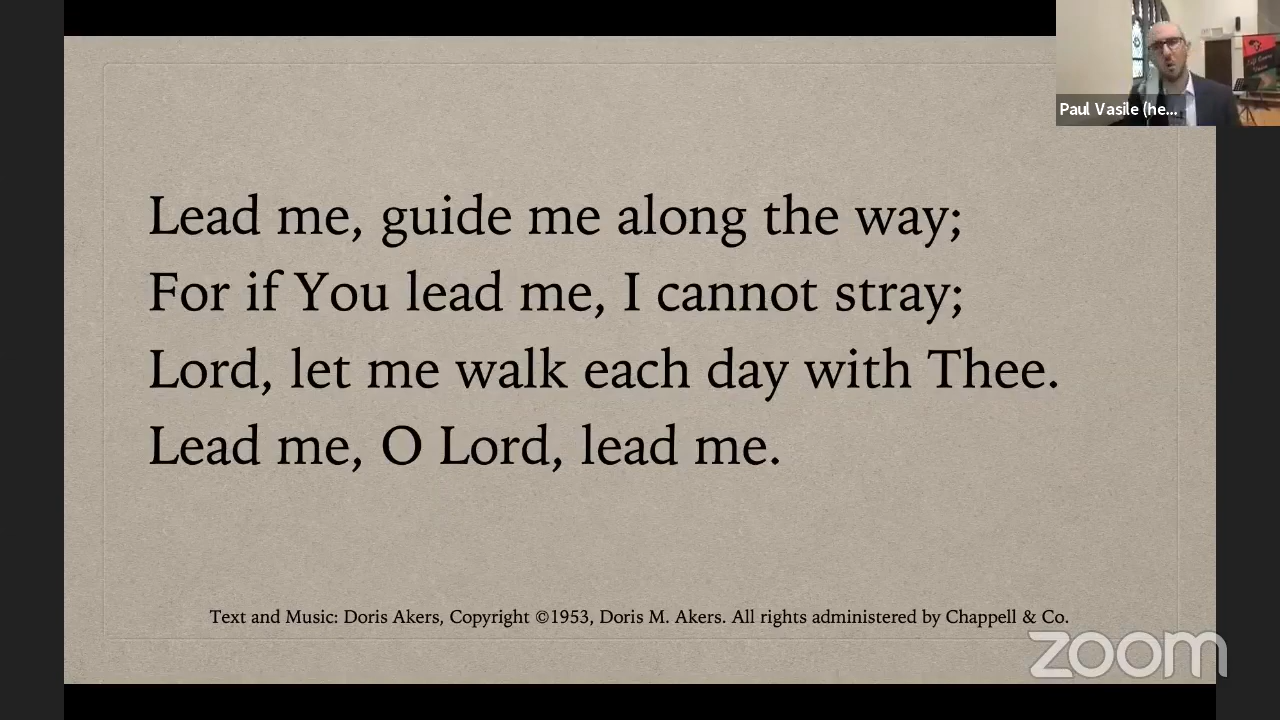 Paul Vasile (he...
Lead me, guide me along the way;
For if You lead me, I cannot stray;
Lord, let me walk each day with Thee.
Lead me, O Lord, lead me.
Text and Music: Doris Akers, Copyright ©1953, Doris M. Akers. All rights administered by Chappell & Co.
zoom